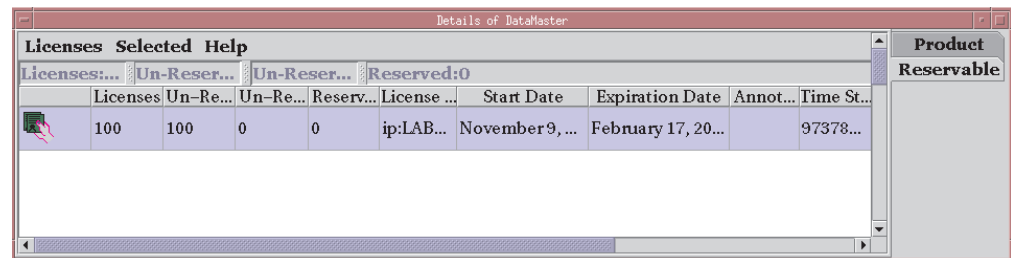 Details of DataMaster
Licenses Selected Help
Product
Licenses:... Un-Reser... Un-Reser... Reserved:0
Reservable
Licenses Un-Re... Un-Re... Reserv... License ... Start Date Expiration Date Annot... Time St...
100 100 0 0 ip:LAB... November 9, ... February 17, 20... 97378...